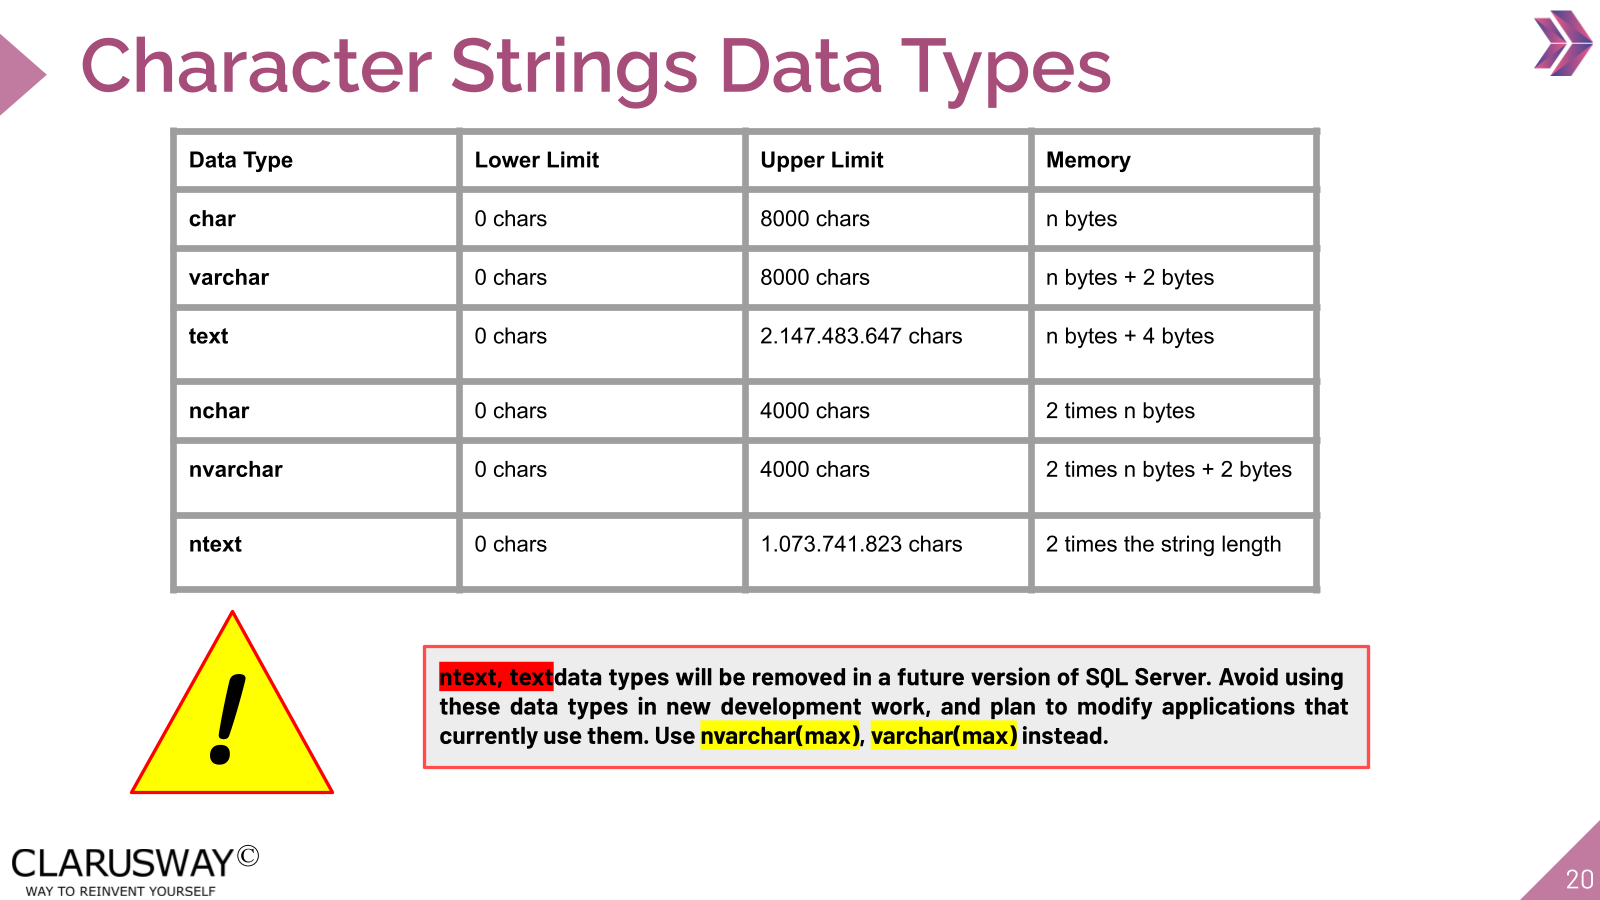 Character Strings Data Types
Data Type Lower Limit Upper Limit Memory
char 0 chars 8000 chars n bytes
varchar 0 chars 8000 chars n bytes + 2 bytes
text 0 chars 2.147.483.647 chars n bytes + 4 bytes
nchar 0 chars 4000 chars 2 times n bytes
nvarchar 0 chars 4000 chars 2 times n bytes + 2 bytes
ntext 0 chars 1.073.741.823 chars 2 times the string length
!
ntext, textdata types will be removed in a future version of SQL Server. Avoid using
these data types in new development work, and plan to modify applications that
currently use them. Use nvarchar(max), varchar(max) instead.
CLARUSWAY©
WAY TO REINVENT YOURSELF
20